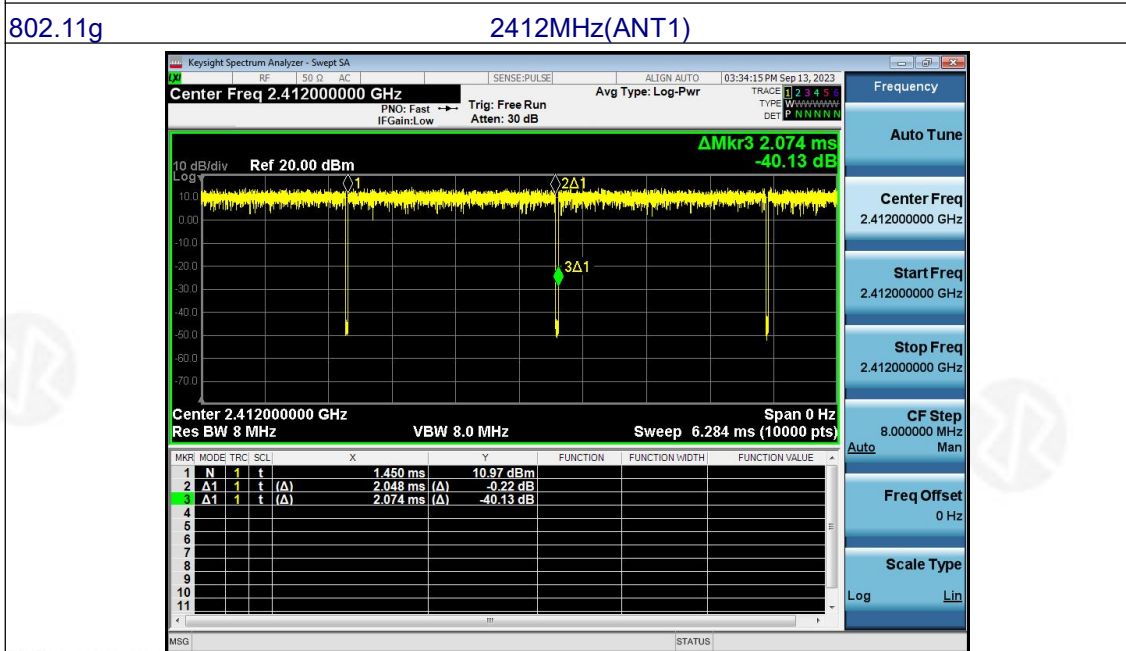 802.11g 2412MHz(ANT1)
Keysight Spectrum Analyzer - Swept SA
LXI RF 50 Ω AC SENSE:PULSE ALIGN AUTO 03:34:15 PM Sep 13, 2023
Center Freq 2.412000000 GHz
PNO: Fast Trig: Free Run Avg Type: Log-Pwr TRACE 1 2 3 4 5 6
IFGain:Low Atten: 30 dB TYPE WWWWWW
DET P N N N N N
ΔMkr3 2.074 ms
-40.13 dB
10 dB/div Ref 20.00 dBm
Log
1 2Δ1
10.0
0.00
-10.0
-20.0
3Δ1
-30.0
-40.0
-50.0
-60.0
-70.0
Center 2.412000000 GHz Span 0 Hz
Res BW 8 MHz VBW 8.0 MHz Sweep 6.284 ms (10000 pts)
MKR MODE TRC SCL X Y FUNCTION FUNCTION WIDTH FUNCTION VALUE
1 N 1 t 1.450 ms 10.97 dBm
2 Δ1 1 t (Δ) 2.048 ms (Δ) -0.22 dB
3 Δ1 1 t (Δ) 2.074 ms (Δ) -40.13 dB
4
5
6
7
8
9
10
11
MSG STATUS
Frequency
Auto Tune
Center Freq
2.412000000 GHz
Start Freq
2.412000000 GHz
Stop Freq
2.412000000 GHz
CF Step
8.000000 MHz
Auto Man
Freq Offset
0 Hz
Scale Type
Log Lin